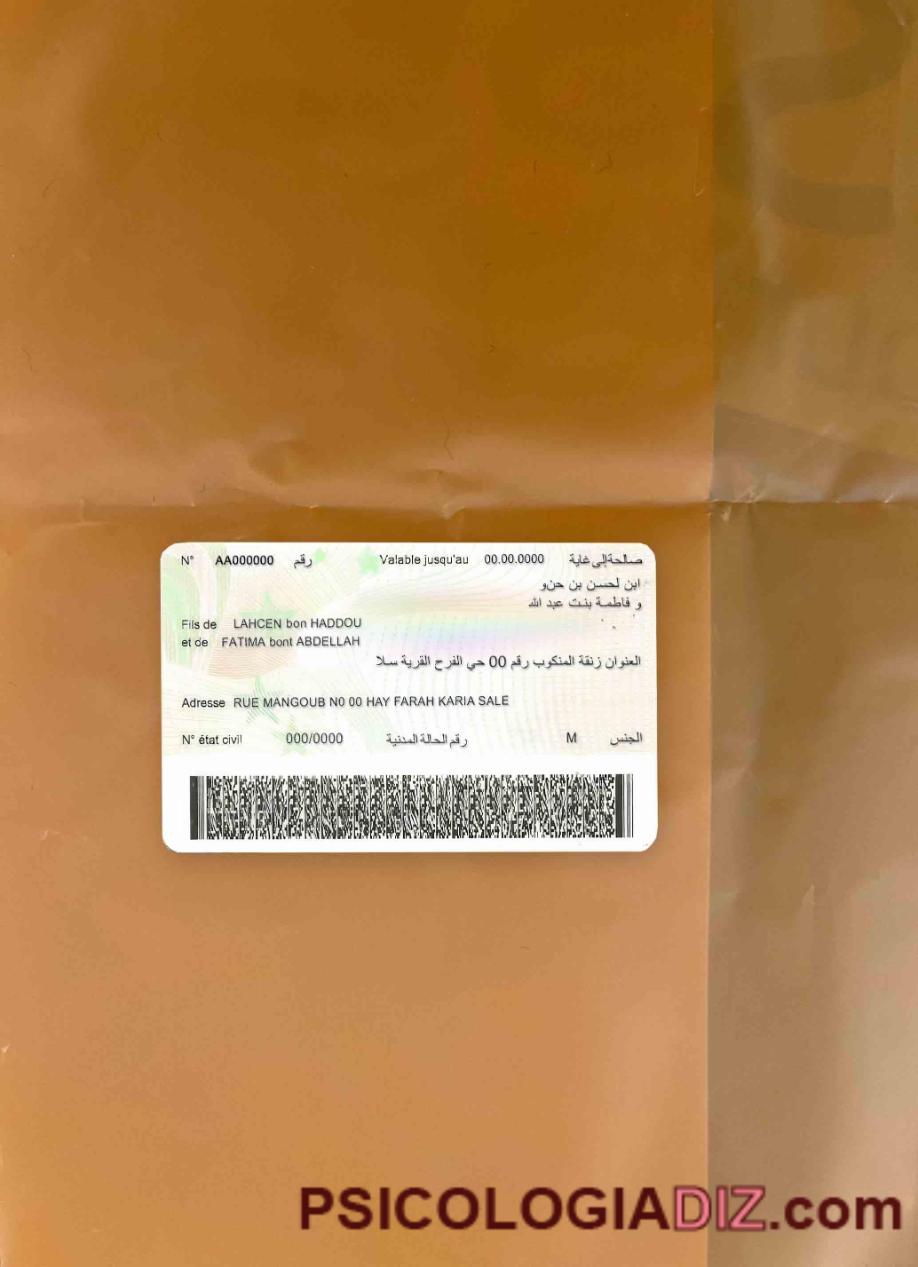 N° AA000000 رقم Valable jusqu'au 00.00.0000 صالحة إلى غاية
ابن لحسن بن حدو
و فاطمة بنت عبد الله
Fils de LAHCEN bon HADDOU
et de FATIMA bont ABDELLAH
العنوان زنقة المنكوب رقم 00 حي الفرح القرية سلا
Adresse RUE MANGOUB N0 00 HAY FARAH KARIA SALE
N° état civil 000/0000 رقم الحالة المدنية M الجنس
PSICOLOGIADIZ.com